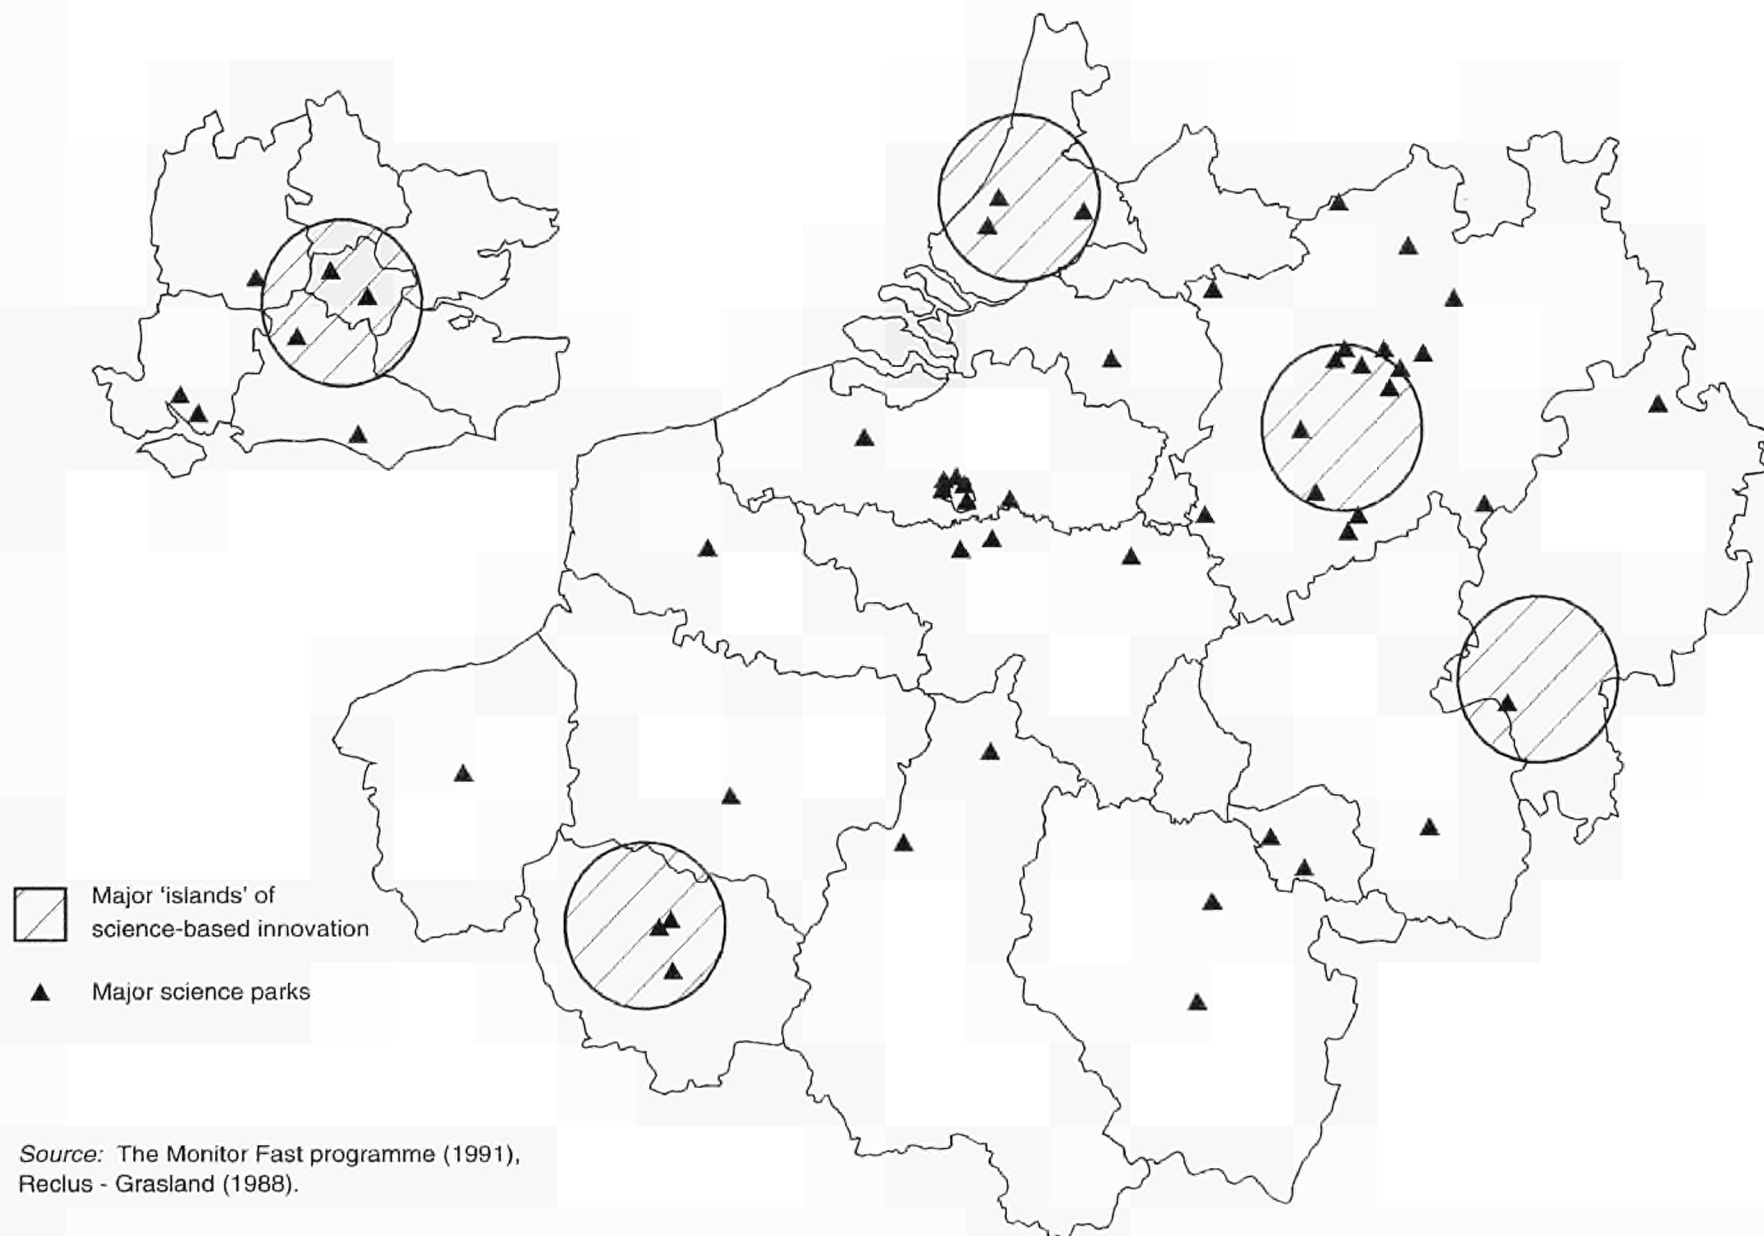 Major ‘islands’ of
science-based innovation
Major science parks
Source: The Monitor Fast programme (1991),
Reclus - Grasland (1988).